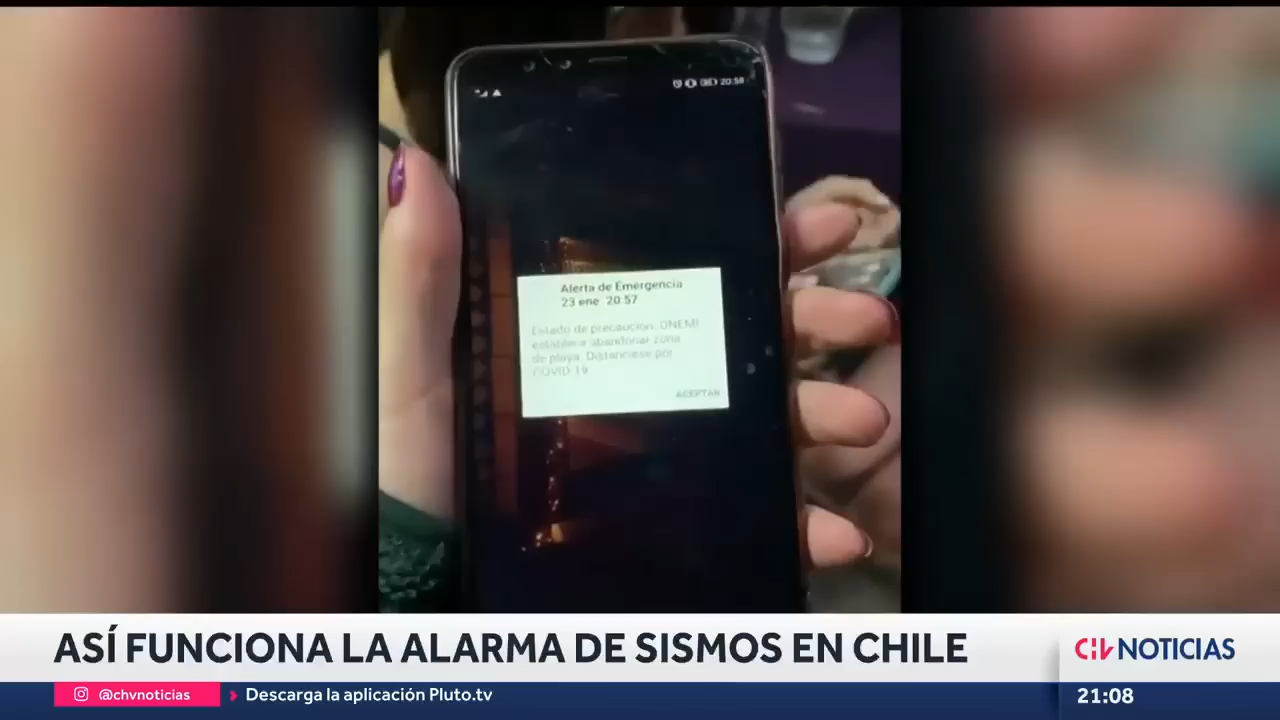 20:58
Alerta de Emergencia
23 ene 20:57
Estado de precaucion. ONEMI
establece abandonar zona
de playa. Distanciese por
COVID 19
ACEPTAR
ASÍ FUNCIONA LA ALARMA DE SISMOS EN CHILE
CHV NOTICIAS
@chvnoticias
Descarga la aplicación Pluto.tv
21:08